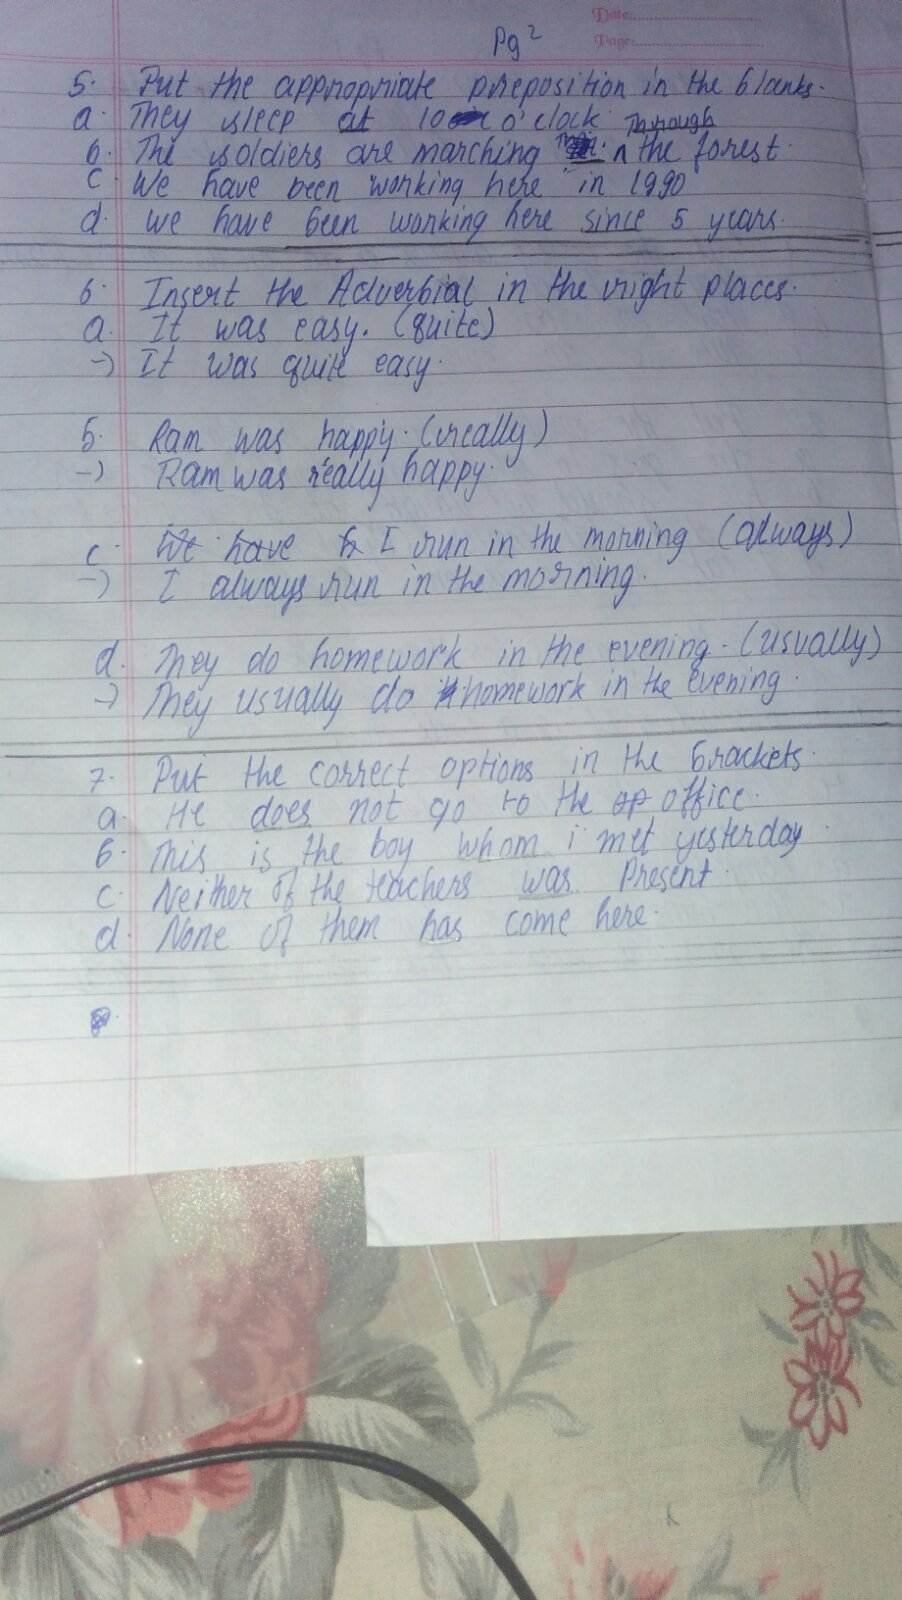 Date:
Page:
Pg 2
5. Put the appropriate preposition in the blanks.
a. They sleep at 10 o'clock.
Through
b. The soldiers are marching the forest.
c. We have been working here in 1990
d. we have been working here since 5 years.
6. Insert the Adverbial in the right places.
a. It was easy. (quite)
→ It was quite easy.
b. Ram was happy. (really)
→ Ram was really happy.
c. We have I run in the morning (always)
→ I always run in the morning.
d. They do homework in the evening. (usually)
→ They usually do homework in the evening.
7. Put the correct options in the brackets.
a. He does not go to the office.
b. This is the boy whom i met yesterday.
c. Neither of the teachers was Present.
d. None of them has come here.